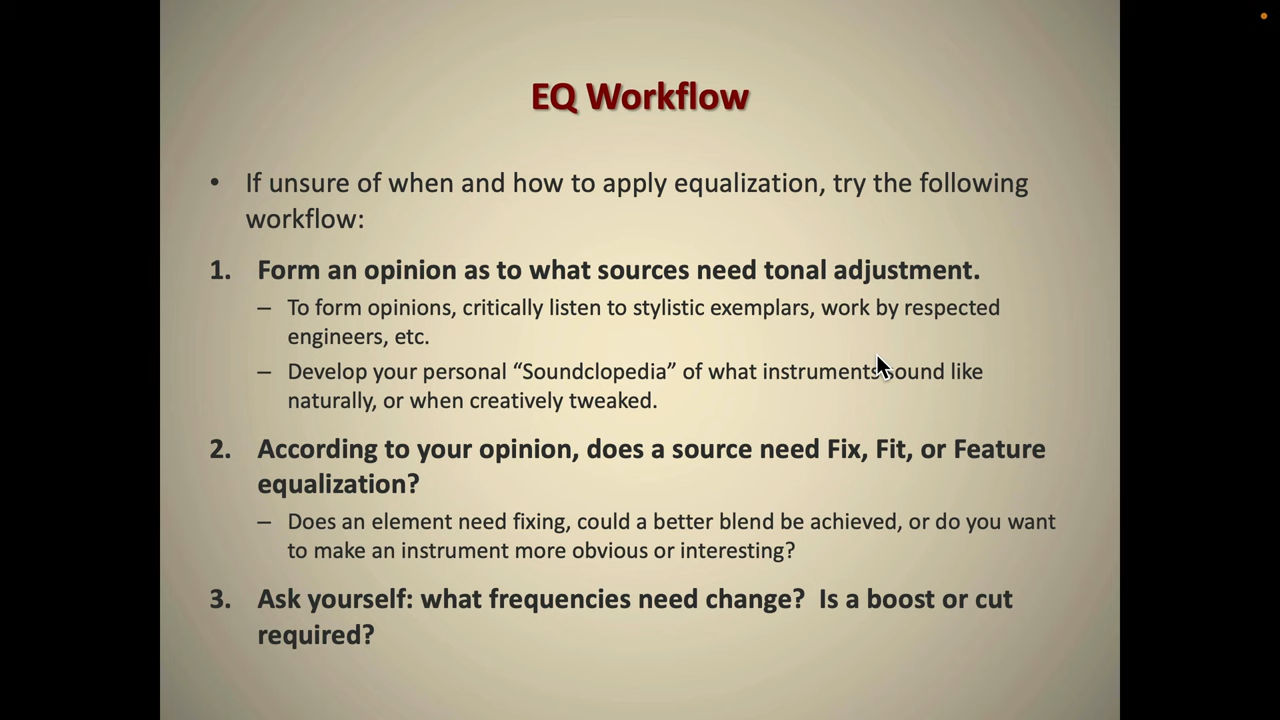 EQ Workflow
• If unsure of when and how to apply equalization, try the following
workflow:
1. Form an opinion as to what sources need tonal adjustment.
– To form opinions, critically listen to stylistic exemplars, work by respected
engineers, etc.
– Develop your personal “Soundclopedia” of what instruments sound like
naturally, or when creatively tweaked.
2. According to your opinion, does a source need Fix, Fit, or Feature
equalization?
– Does an element need fixing, could a better blend be achieved, or do you want
to make an instrument more obvious or interesting?
3. Ask yourself: what frequencies need change?  Is a boost or cut
required?